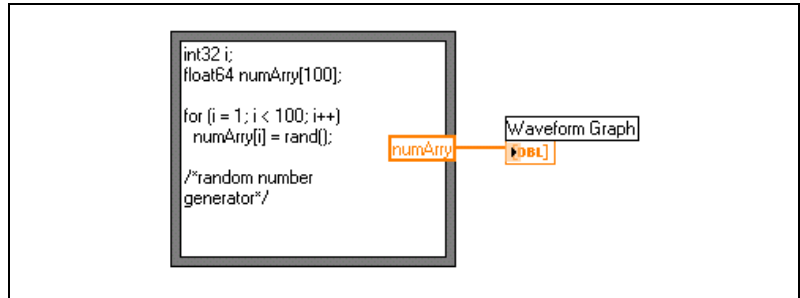 int32 i;
float64 numArry[100];
for (i = 1; i < 100; i++)
numArry[i] = rand();
/*random number
generator*/
numArry
Waveform Graph
DBL]